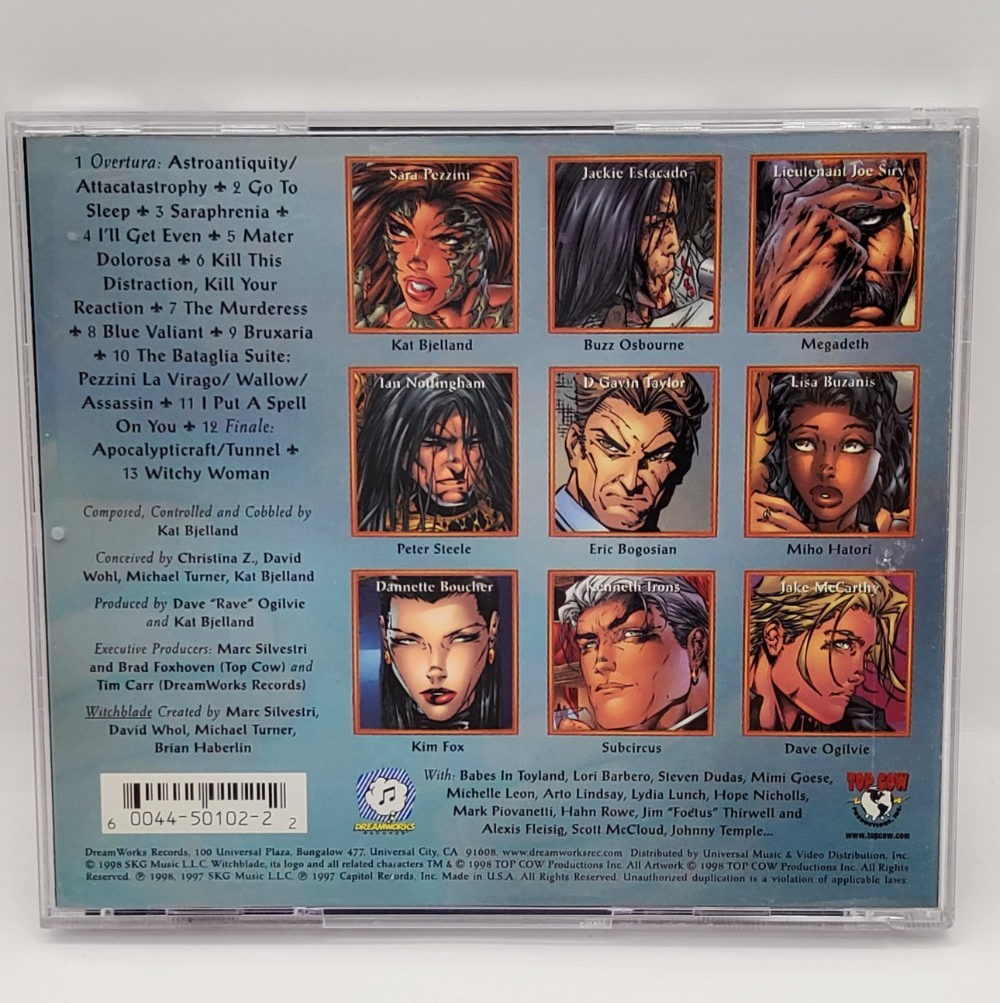 1 Overtura: Astroantiquity/
Attacatastrophy ⚜ 2 Go To
Sleep ⚜ 3 Saraphrenia ⚜
4 I'll Get Even ⚜ 5 Mater
Dolorosa ⚜ 6 Kill This
Distraction, Kill Your
Reaction ⚜ 7 The Murderess
⚜ 8 Blue Valiant ⚜ 9 Bruxaria
⚜ 10 The Bataglia Suite:
Pezzini La Virago/ Wallow/
Assassin ⚜ 11 I Put A Spell
On You ⚜ 12 Finale:
Apocalypticraft/Tunnel ⚜
13 Witchy Woman
Composed, Controlled and Cobbled by
Kat Bjelland
Conceived by Christina Z., David
Wohl, Michael Turner, Kat Bjelland
Produced by Dave "Rave" Ogilvie
and Kat Bjelland
Executive Producers: Marc Silvestri
and Brad Foxhoven (Top Cow) and
Tim Carr (DreamWorks Records)
Witchblade Created by Marc Silvestri,
David Whol, Michael Turner,
Brian Haberlin
6 0044-50102-2 2
Sara Pezzini
Kat Bjelland
Jackie Estacado
Buzz Osbourne
Lieutenant Joe Siry
Megadeth
Ian Nottingham
Peter Steele
D Gavin Taylor
Eric Bogosian
Lisa Buzanis
Miho Hatori
Dannette Boucher
Kim Fox
Kenneth Irons
Subcircus
Jake McCarthy
Dave Ogilvie
DREAMWORKS
RECORDS
With: Babes In Toyland, Lori Barbero, Steven Dudas, Mimi Goese,
Michelle Leon, Arto Lindsay, Lydia Lunch, Hope Nicholls,
Mark Piovanetti, Hahn Rowe, Jim "Foetus" Thirwell and
Alexis Fleisig, Scott McCloud, Johnny Temple...
TOP COW
PRODUCTIONS, INC.
www.topcow.com
DreamWorks Records, 100 Universal Plaza, Bungalow 477, Universal City, CA 91608. www.dreamworksrec.com Distributed by Universal Music & Video Distribution, Inc.
© 1998 SKG Music L.L.C. Witchblade, its logo and all related characters TM & © 1998 TOP COW Productions Inc. All Artwork © 1998 TOP COW Productions Inc. All Rights
Reserved. ℗ 1998, 1997 SKG Music L.L.C. ℗ 1997 Capitol Records, Inc. Made in U.S.A. All Rights Reserved. Unauthorized duplication is a violation of applicable laws.